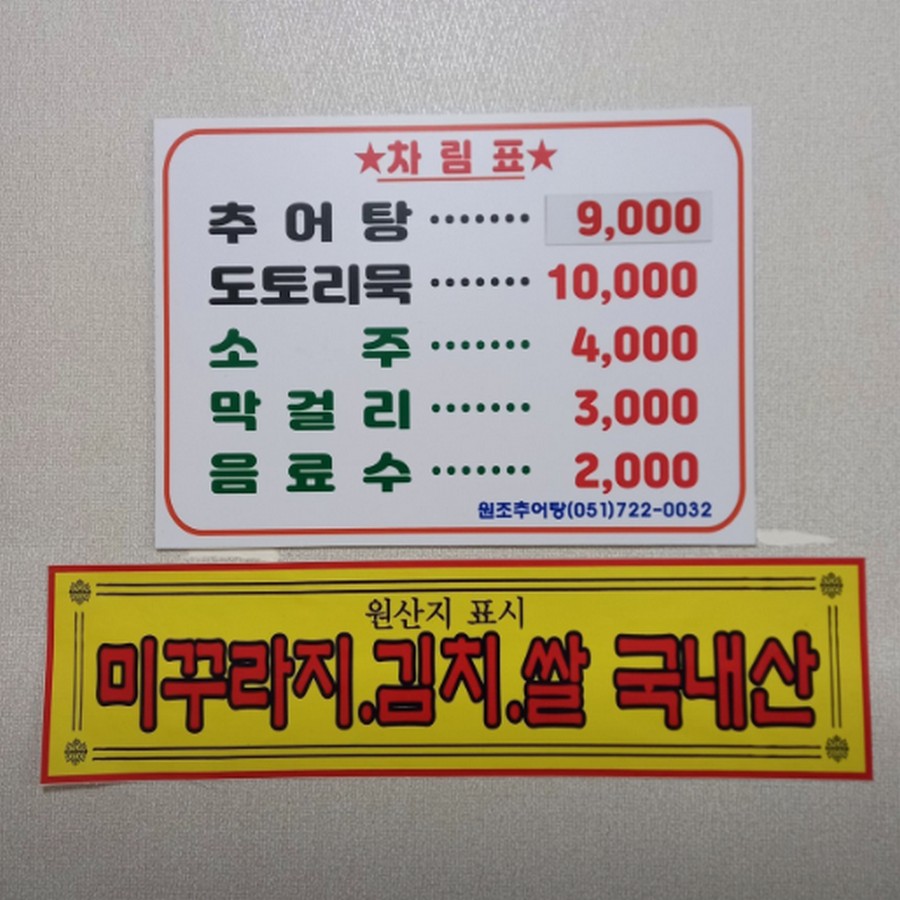 ★차림표★
추어탕 ······· 9,000
도토리묵 ······· 10,000
소주 ······· 4,000
막걸리 ······· 3,000
음료수 ······· 2,000
원조추어탕(051)722-0032
원산지 표시
미꾸라지.김치.쌀 국내산